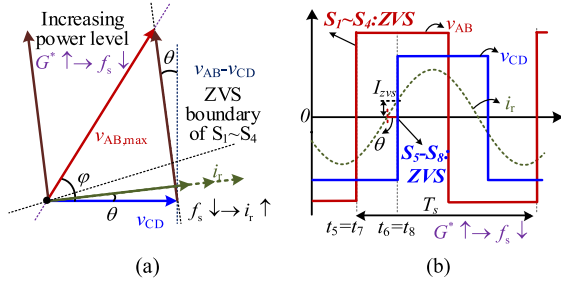 Increasing
power level
G* ↑→ fs ↓
θ
vAB-vCD
ZVS
boundary
of S1~S4
vAB,max
φ
ir
θ
vCD
fs ↓→ ir ↑
(a)
S1~S4:ZVS
vAB
vCD
Izvs
ir
0
θ
S5-S8:
ZVS
Ts
t5=t7
t6=t8
G* ↑→ fs ↓
(b)